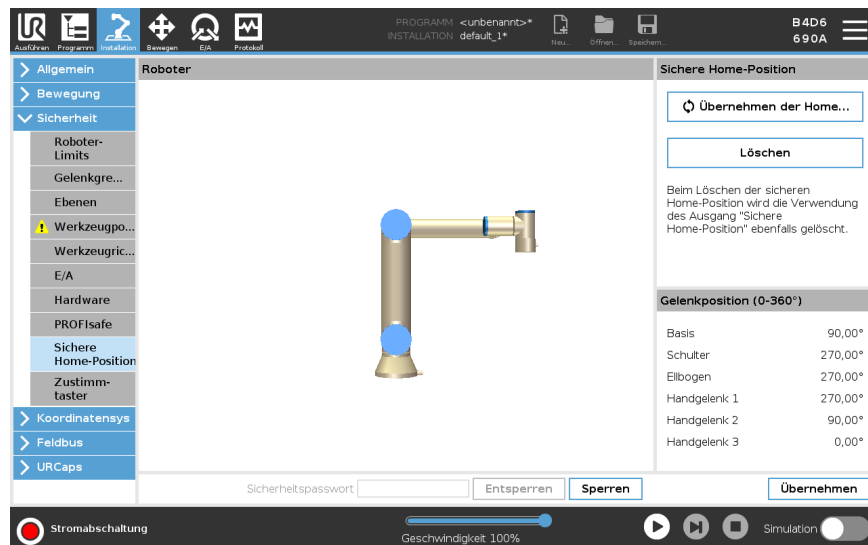 PROGRAMM <unbenannt>*
INSTALLATION default_1*
Ausführen
Programm
Installation
Bewegen
E/A
Protokoll
Neu...
Öffnen...
Speichern...
B4D6
690A
Allgemein
Bewegung
Sicherheit
Roboter-
Limits
Gelenkgre...
Ebenen
Werkzeugpo...
Werkzeugric...
E/A
Hardware
PROFIsafe
Sichere
Home-Position
Zustimm-
taster
Koordinatensys
Feldbus
URCaps
Roboter
Sicherheitspasswort
Entsperren
Sperren
Sichere Home-Position
Übernehmen der Home...
Löschen
Beim Löschen der sicheren
Home-Position wird die Verwendung
des Ausgang "Sichere
Home-Position" ebenfalls gelöscht.
Gelenkposition (0-360°)
Basis 90,00°
Schulter 270,00°
Ellbogen 270,00°
Handgelenk 1 270,00°
Handgelenk 2 90,00°
Handgelenk 3 0,00°
Übernehmen
Stromabschaltung
Geschwindigkeit 100%
Simulation